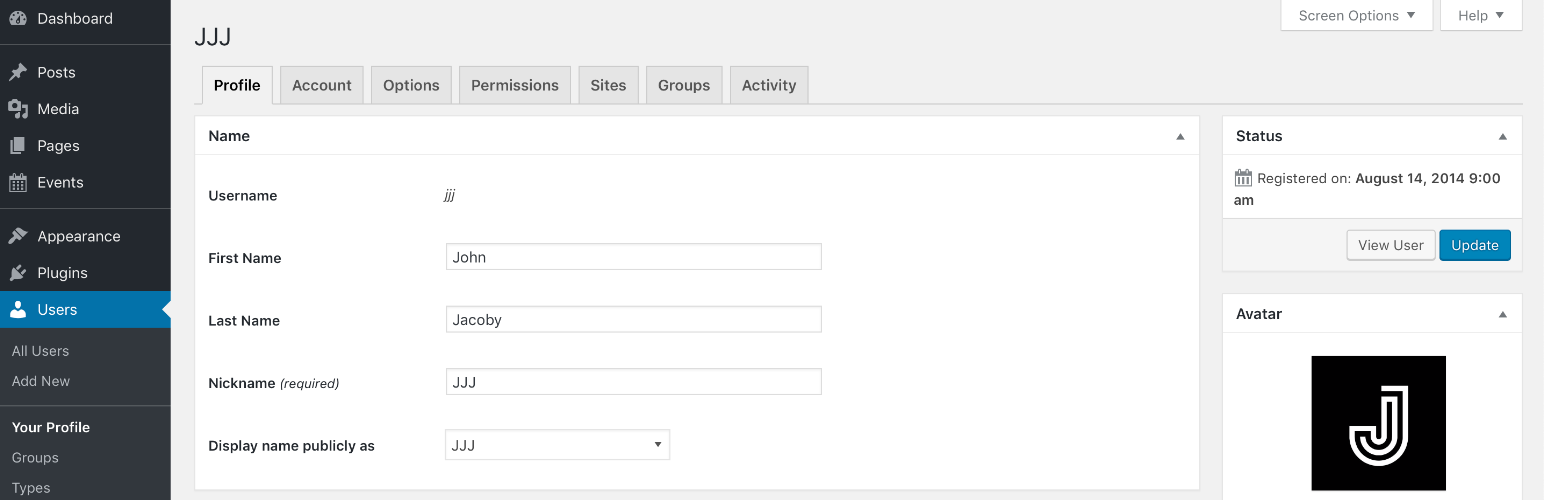 Dashboard
Posts
Media
Pages
Events
Appearance
Plugins
Users
All Users
Add New
Your Profile
Groups
Types
Screen Options
Help
JJJ
Profile
Account
Options
Permissions
Sites
Groups
Activity
Name
Username jjj
First Name John
Last Name Jacoby
Nickname (required) JJJ
Display name publicly as JJJ
Status
Registered on: August 14, 2014 9:00
am
View User
Update
Avatar
J